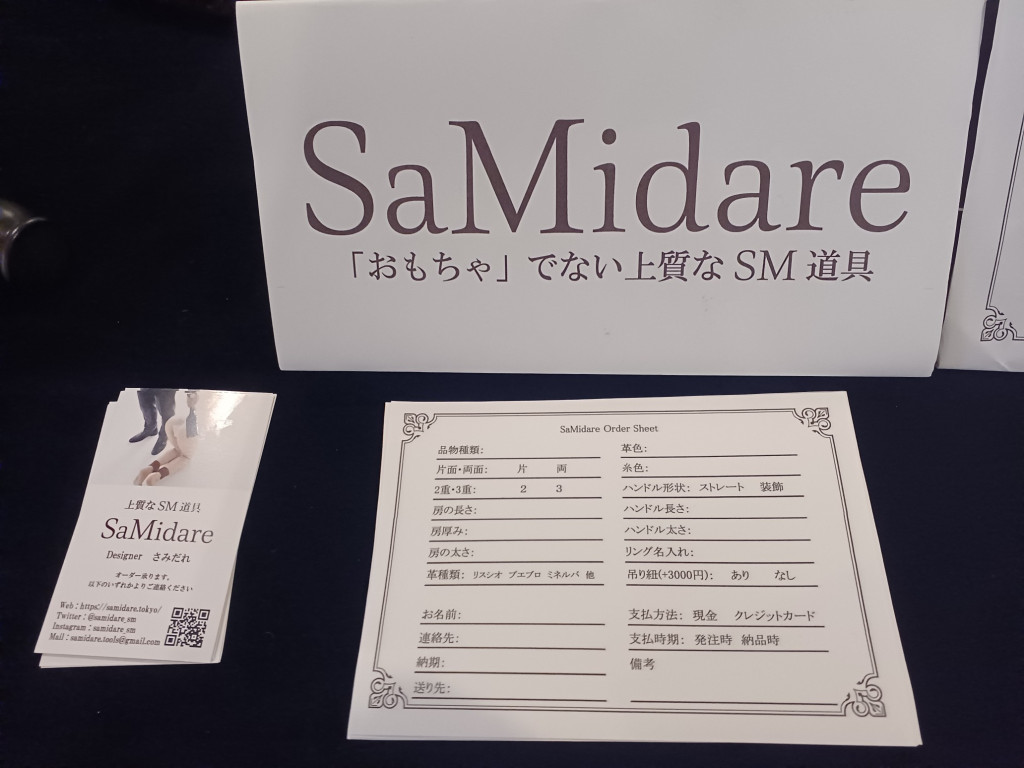 SaMidare
「おもちゃ」でない上質な SM 道具
上質な SM 道具
SaMidare
Designer さみだれ
オーダー承ります。
以下のいずれかよりご連絡ください
Web：https://samidare.tokyo/
Twitter：@samidare_sm
Instagram：samidare_sm
Mail：samidare.tools@gmail.com
SaMidare Order Sheet
品物種類:
片面・両面: 片 両
2重・3重: 2 3
房の長さ:
房厚み:
房の太さ:
革種類: リスシオ プエブロ ミネルバ 他
お名前:
連絡先:
納期:
送り先:
革色:
糸色:
ハンドル形状: ストレート 装飾
ハンドル長さ:
ハンドル太さ:
リング名入れ:
吊り紐(+3000円): あり なし
支払方法: 現金 クレジットカード
支払時期: 発注時 納品時
備考